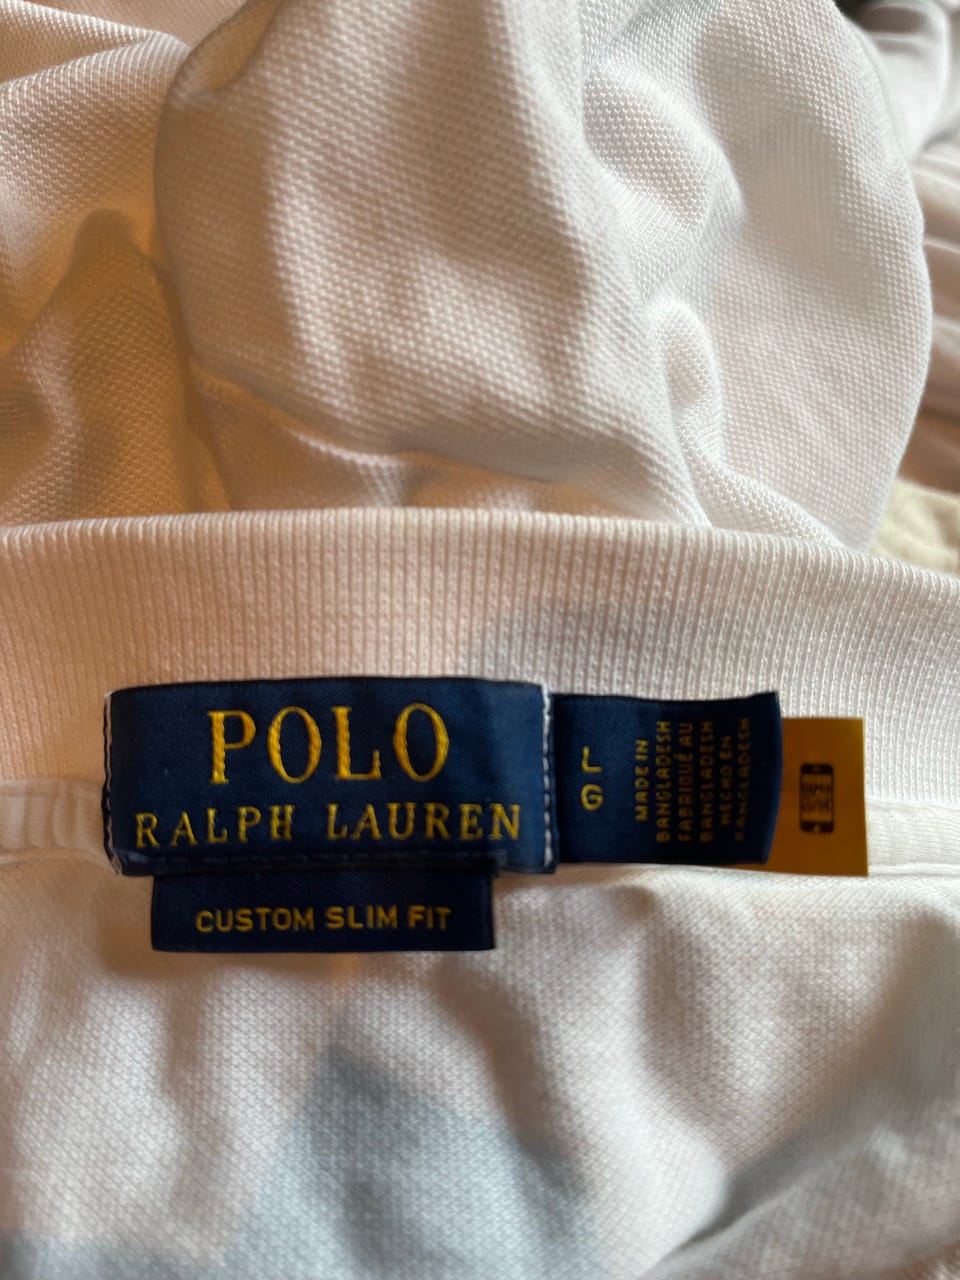 POLO
RALPH LAUREN
CUSTOM SLIM FIT
L
G
MADE IN
BANGLADESH
FABRIQUÉ AU
BANGLADESH
HECHO EN
BANGLADESH